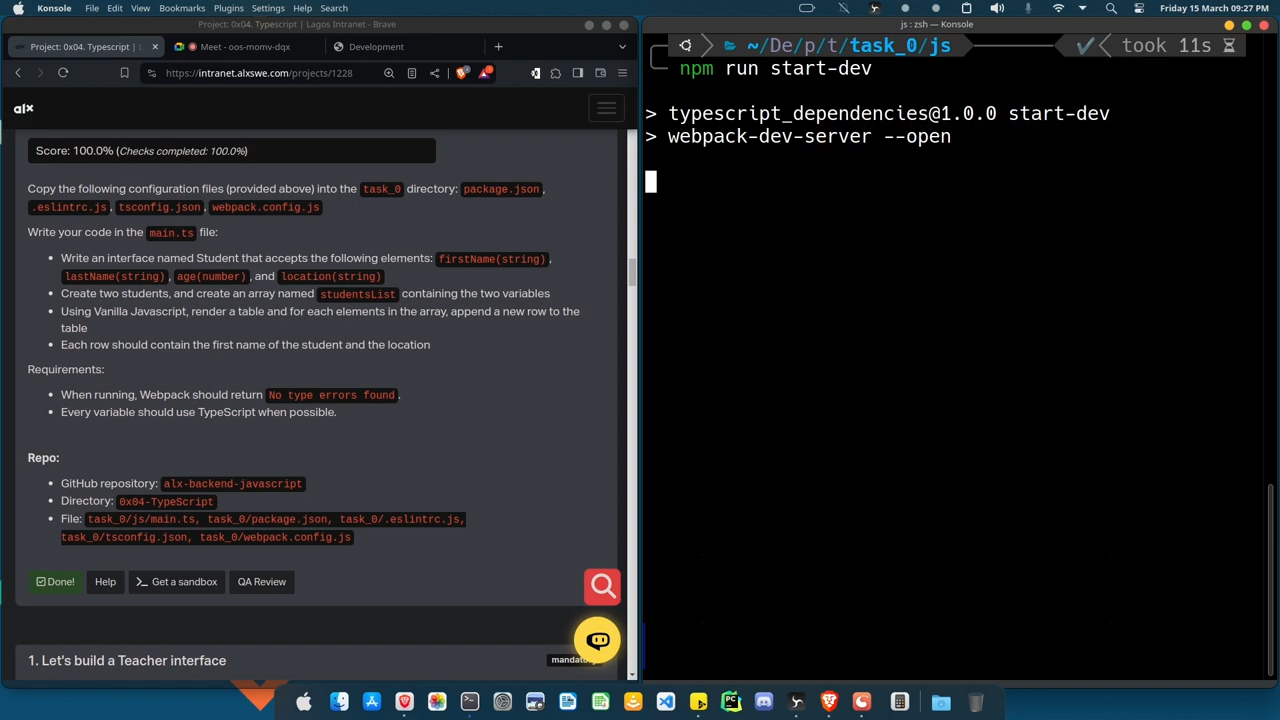 Konsole File Edit View Bookmarks Plugins Settings Help Search Friday 15 March 09:27 PM
Project: 0x04. Typescript | Lagos Intranet - Brave
Project: 0x04. Typescript | L
Meet - oos-momv-dqx
Development
https://intranet.alxswe.com/projects/1228
alx
Score: 100.0% (Checks completed: 100.0%)
Copy the following configuration files (provided above) into the task_0 directory: package.json,
.eslintrc.js, tsconfig.json, webpack.config.js
Write your code in the main.ts file:
Write an interface named Student that accepts the following elements: firstName(string),
lastName(string), age(number), and location(string)
Create two students, and create an array named studentsList containing the two variables
Using Vanilla Javascript, render a table and for each elements in the array, append a new row to the
table
Each row should contain the first name of the student and the location
Requirements:
When running, Webpack should return No type errors found.
Every variable should use TypeScript when possible.
Repo:
GitHub repository: alx-backend-javascript
Directory: 0x04-TypeScript
File: task_0/js/main.ts, task_0/package.json, task_0/.eslintrc.js,
task_0/tsconfig.json, task_0/webpack.config.js
Done! Help Get a sandbox QA Review
1. Let's build a Teacher interface
js : zsh — Konsole
~/De/p/t/task_0/js took 11s
npm run start-dev
> typescript_dependencies@1.0.0 start-dev
> webpack-dev-server --open